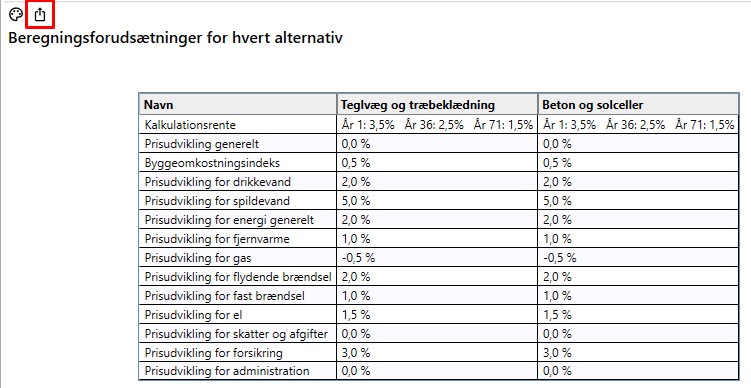 Beregningsforudsætninger for hvert alternativ
Navn Teglvæg og træbeklædning Beton og solceller
Kalkulationsrente År 1: 3,5% År 36: 2,5% År 71: 1,5% År 1: 3,5% År 36: 2,5% År 71: 1,5%
Prisudvikling generelt 0,0 % 0,0 %
Byggeomkostningsindeks 0,5 % 0,5 %
Prisudvikling for drikkevand 2,0 % 2,0 %
Prisudvikling for spildevand 5,0 % 5,0 %
Prisudvikling for energi generelt 2,0 % 2,0 %
Prisudvikling for fjernvarme 1,0 % 1,0 %
Prisudvikling for gas -0,5 % -0,5 %
Prisudvikling for flydende brændsel 2,0 % 2,0 %
Prisudvikling for fast brændsel 1,0 % 1,0 %
Prisudvikling for el 1,5 % 1,5 %
Prisudvikling for skatter og afgifter 0,0 % 0,0 %
Prisudvikling for forsikring 3,0 % 3,0 %
Prisudvikling for administration 0,0 % 0,0 %